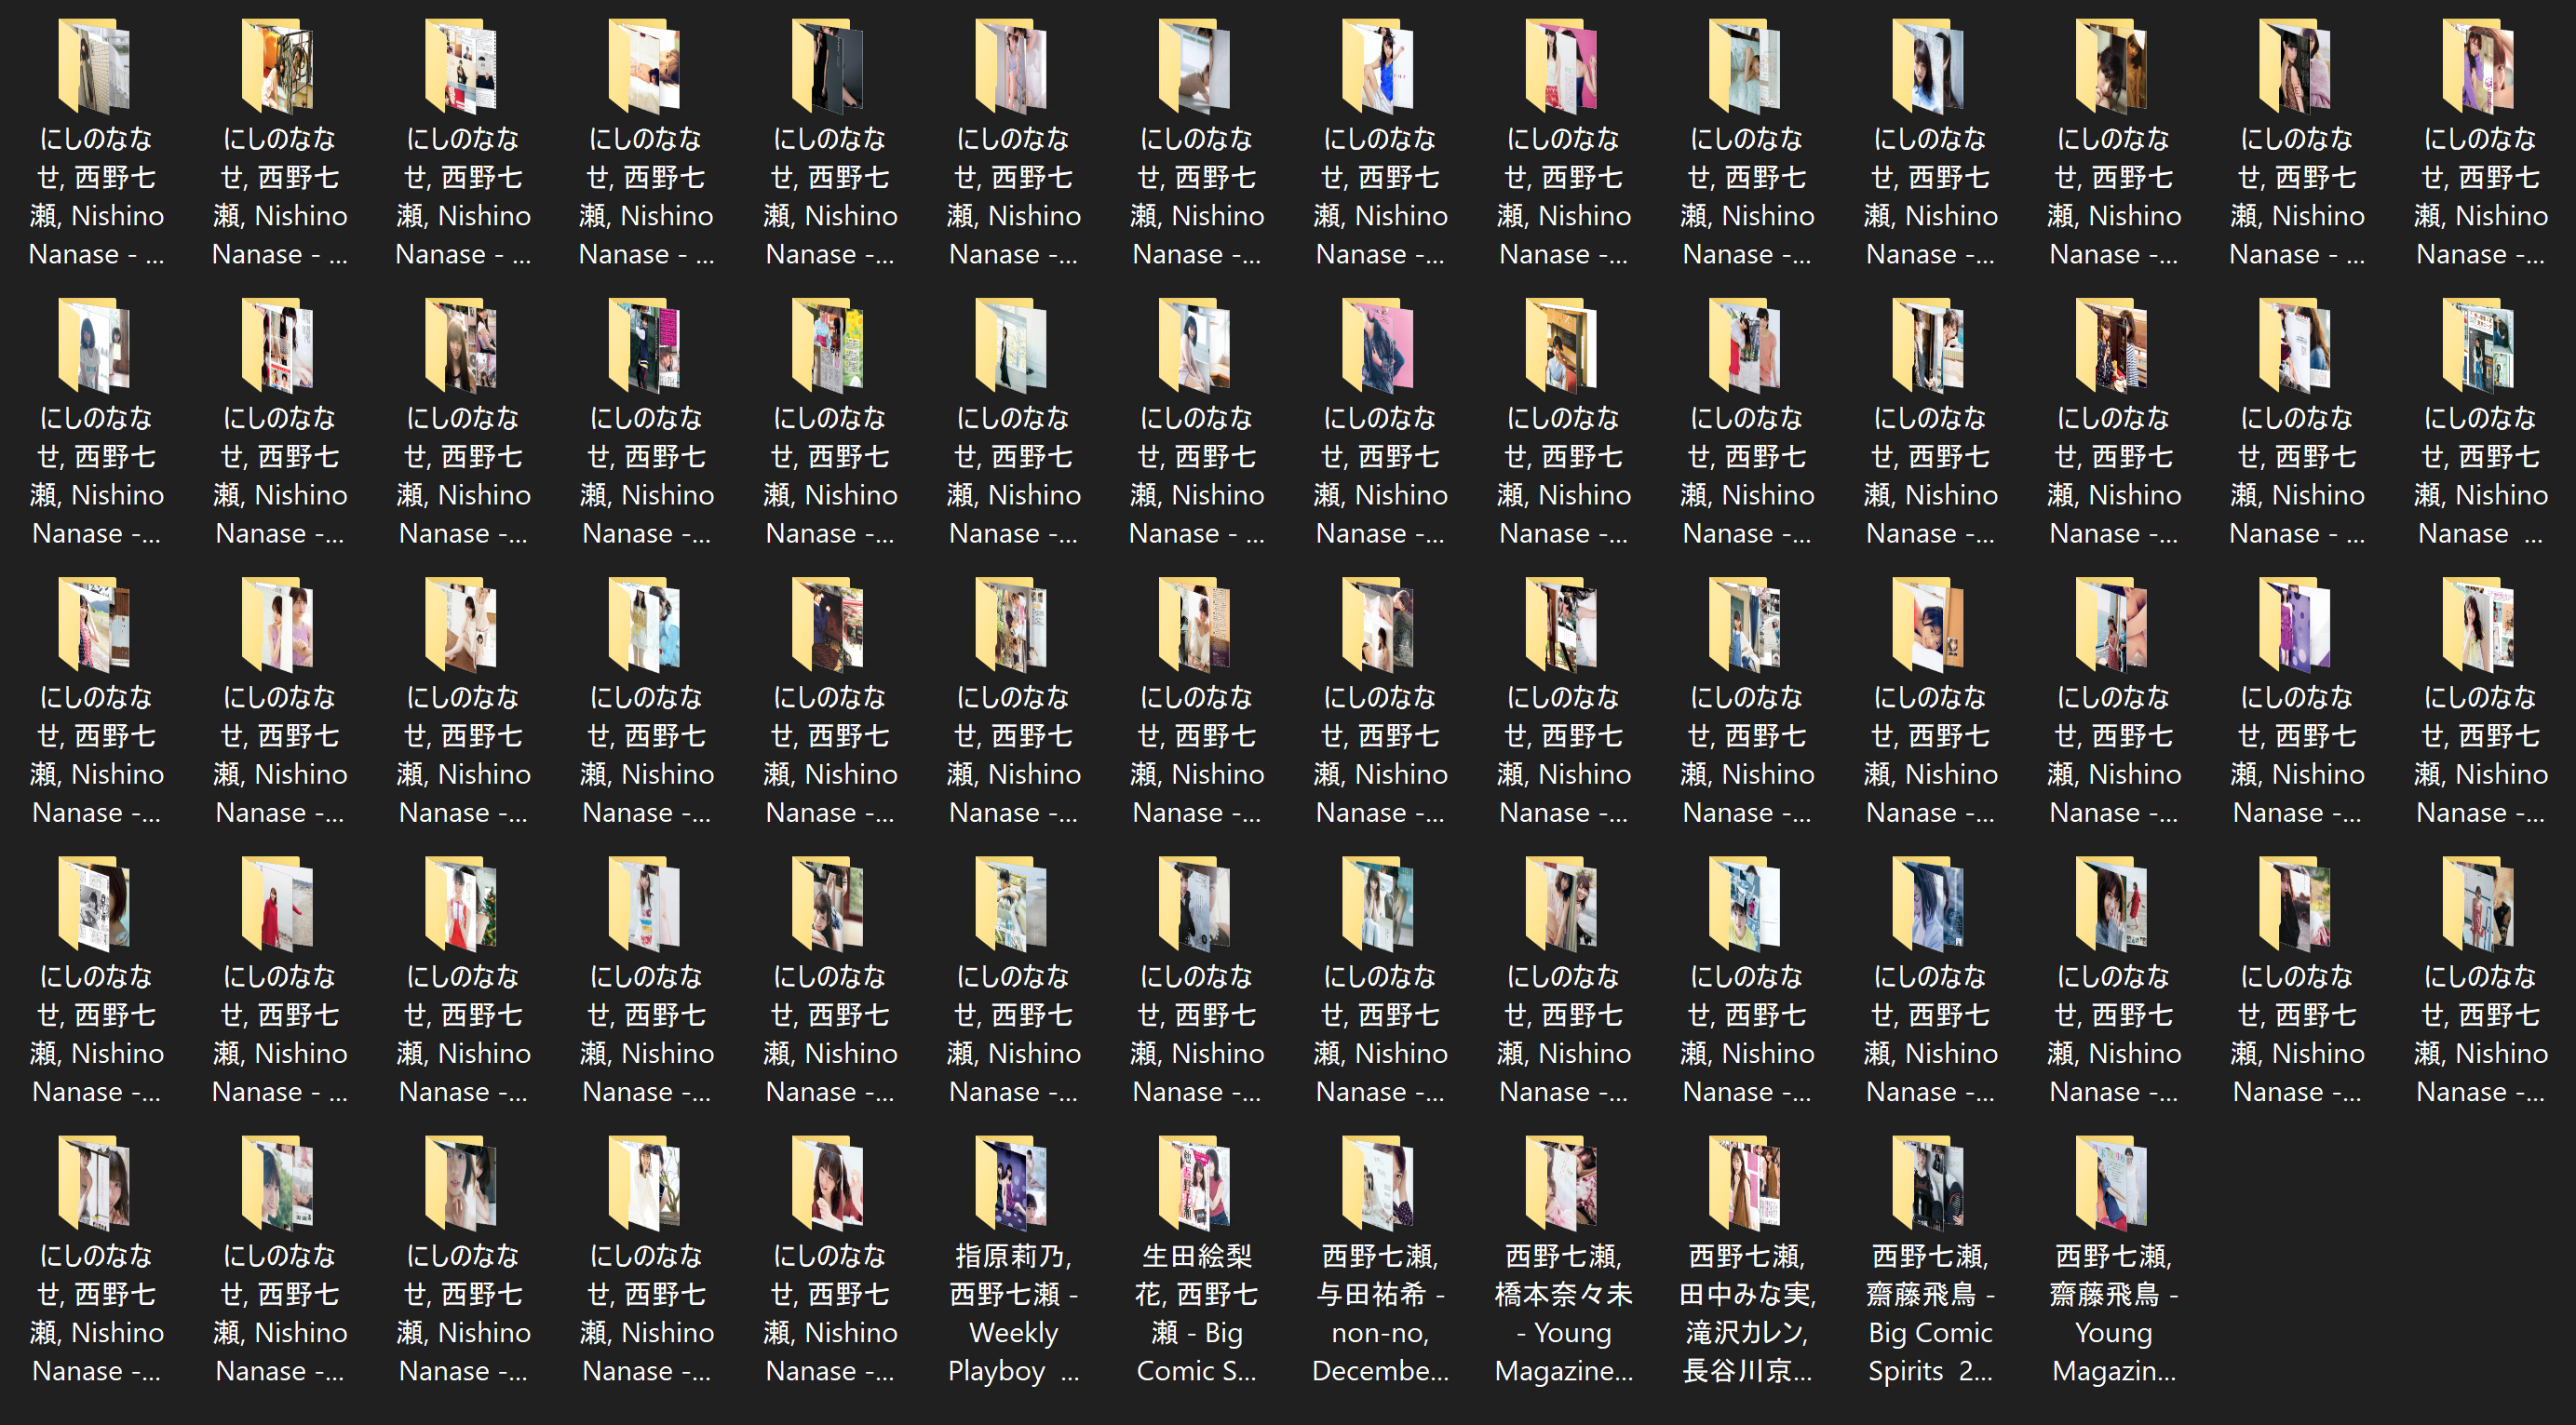 にしのなな
せ, 西野七
瀬, Nishino
Nanase - ...
にしのなな
せ, 西野七
瀬, Nishino
Nanase - ...
にしのなな
せ, 西野七
瀬, Nishino
Nanase - ...
にしのなな
せ, 西野七
瀬, Nishino
Nanase - ...
にしのなな
せ, 西野七
瀬, Nishino
Nanase -...
にしのなな
せ, 西野七
瀬, Nishino
Nanase -...
にしのなな
せ, 西野七
瀬, Nishino
Nanase -...
にしのなな
せ, 西野七
瀬, Nishino
Nanase -...
にしのなな
せ, 西野七
瀬, Nishino
Nanase -...
にしのなな
せ, 西野七
瀬, Nishino
Nanase -...
にしのなな
せ, 西野七
瀬, Nishino
Nanase -...
にしのなな
せ, 西野七
瀬, Nishino
Nanase -...
にしのなな
せ, 西野七
瀬, Nishino
Nanase - ...
にしのなな
せ, 西野七
瀬, Nishino
Nanase -...
にしのなな
せ, 西野七
瀬, Nishino
Nanase -...
にしのなな
せ, 西野七
瀬, Nishino
Nanase -...
にしのなな
せ, 西野七
瀬, Nishino
Nanase -...
にしのなな
せ, 西野七
瀬, Nishino
Nanase -...
にしのなな
せ, 西野七
瀬, Nishino
Nanase -...
にしのなな
せ, 西野七
瀬, Nishino
Nanase -...
にしのなな
せ, 西野七
瀬, Nishino
Nanase - ...
にしのなな
せ, 西野七
瀬, Nishino
Nanase -...
にしのなな
せ, 西野七
瀬, Nishino
Nanase -...
にしのなな
せ, 西野七
瀬, Nishino
Nanase -...
にしのなな
せ, 西野七
瀬, Nishino
Nanase -...
にしのなな
せ, 西野七
瀬, Nishino
Nanase -...
にしのなな
せ, 西野七
瀬, Nishino
Nanase - ...
にしのなな
せ, 西野七
瀬, Nishino
Nanase  ...
にしのなな
せ, 西野七
瀬, Nishino
Nanase -...
にしのなな
せ, 西野七
瀬, Nishino
Nanase -...
にしのなな
せ, 西野七
瀬, Nishino
Nanase -...
にしのなな
せ, 西野七
瀬, Nishino
Nanase -...
にしのなな
せ, 西野七
瀬, Nishino
Nanase -...
にしのなな
せ, 西野七
瀬, Nishino
Nanase -...
にしのなな
せ, 西野七
瀬, Nishino
Nanase -...
にしのなな
せ, 西野七
瀬, Nishino
Nanase -...
にしのなな
せ, 西野七
瀬, Nishino
Nanase -...
にしのなな
せ, 西野七
瀬, Nishino
Nanase -...
にしのなな
せ, 西野七
瀬, Nishino
Nanase -...
にしのなな
せ, 西野七
瀬, Nishino
Nanase -...
にしのなな
せ, 西野七
瀬, Nishino
Nanase -...
にしのなな
せ, 西野七
瀬, Nishino
Nanase -...
にしのなな
せ, 西野七
瀬, Nishino
Nanase -...
にしのなな
せ, 西野七
瀬, Nishino
Nanase - ...
にしのなな
せ, 西野七
瀬, Nishino
Nanase -...
にしのなな
せ, 西野七
瀬, Nishino
Nanase -...
にしのなな
せ, 西野七
瀬, Nishino
Nanase -...
にしのなな
せ, 西野七
瀬, Nishino
Nanase -...
にしのなな
せ, 西野七
瀬, Nishino
Nanase -...
にしのなな
せ, 西野七
瀬, Nishino
Nanase -...
にしのなな
せ, 西野七
瀬, Nishino
Nanase -...
にしのなな
せ, 西野七
瀬, Nishino
Nanase -...
にしのなな
せ, 西野七
瀬, Nishino
Nanase -...
にしのなな
せ, 西野七
瀬, Nishino
Nanase -...
にしのなな
せ, 西野七
瀬, Nishino
Nanase -...
にしのなな
せ, 西野七
瀬, Nishino
Nanase -...
にしのなな
せ, 西野七
瀬, Nishino
Nanase -...
にしのなな
せ, 西野七
瀬, Nishino
Nanase -...
にしのなな
せ, 西野七
瀬, Nishino
Nanase -...
にしのなな
せ, 西野七
瀬, Nishino
Nanase -...
にしのなな
せ, 西野七
瀬, Nishino
Nanase -...
指原莉乃,
西野七瀬 -
Weekly
Playboy  ...
生田絵梨
花, 西野七
瀬 - Big
Comic S...
西野七瀬,
与田祐希 -
non-no,
Decembe...
西野七瀬,
橋本奈々未
- Young
Magazine...
西野七瀬,
田中みな実,
滝沢カレン,
長谷川京...
西野七瀬,
齋藤飛鳥 -
Big Comic
Spirits  2...
西野七瀬,
齋藤飛鳥 -
Young
Magazin...